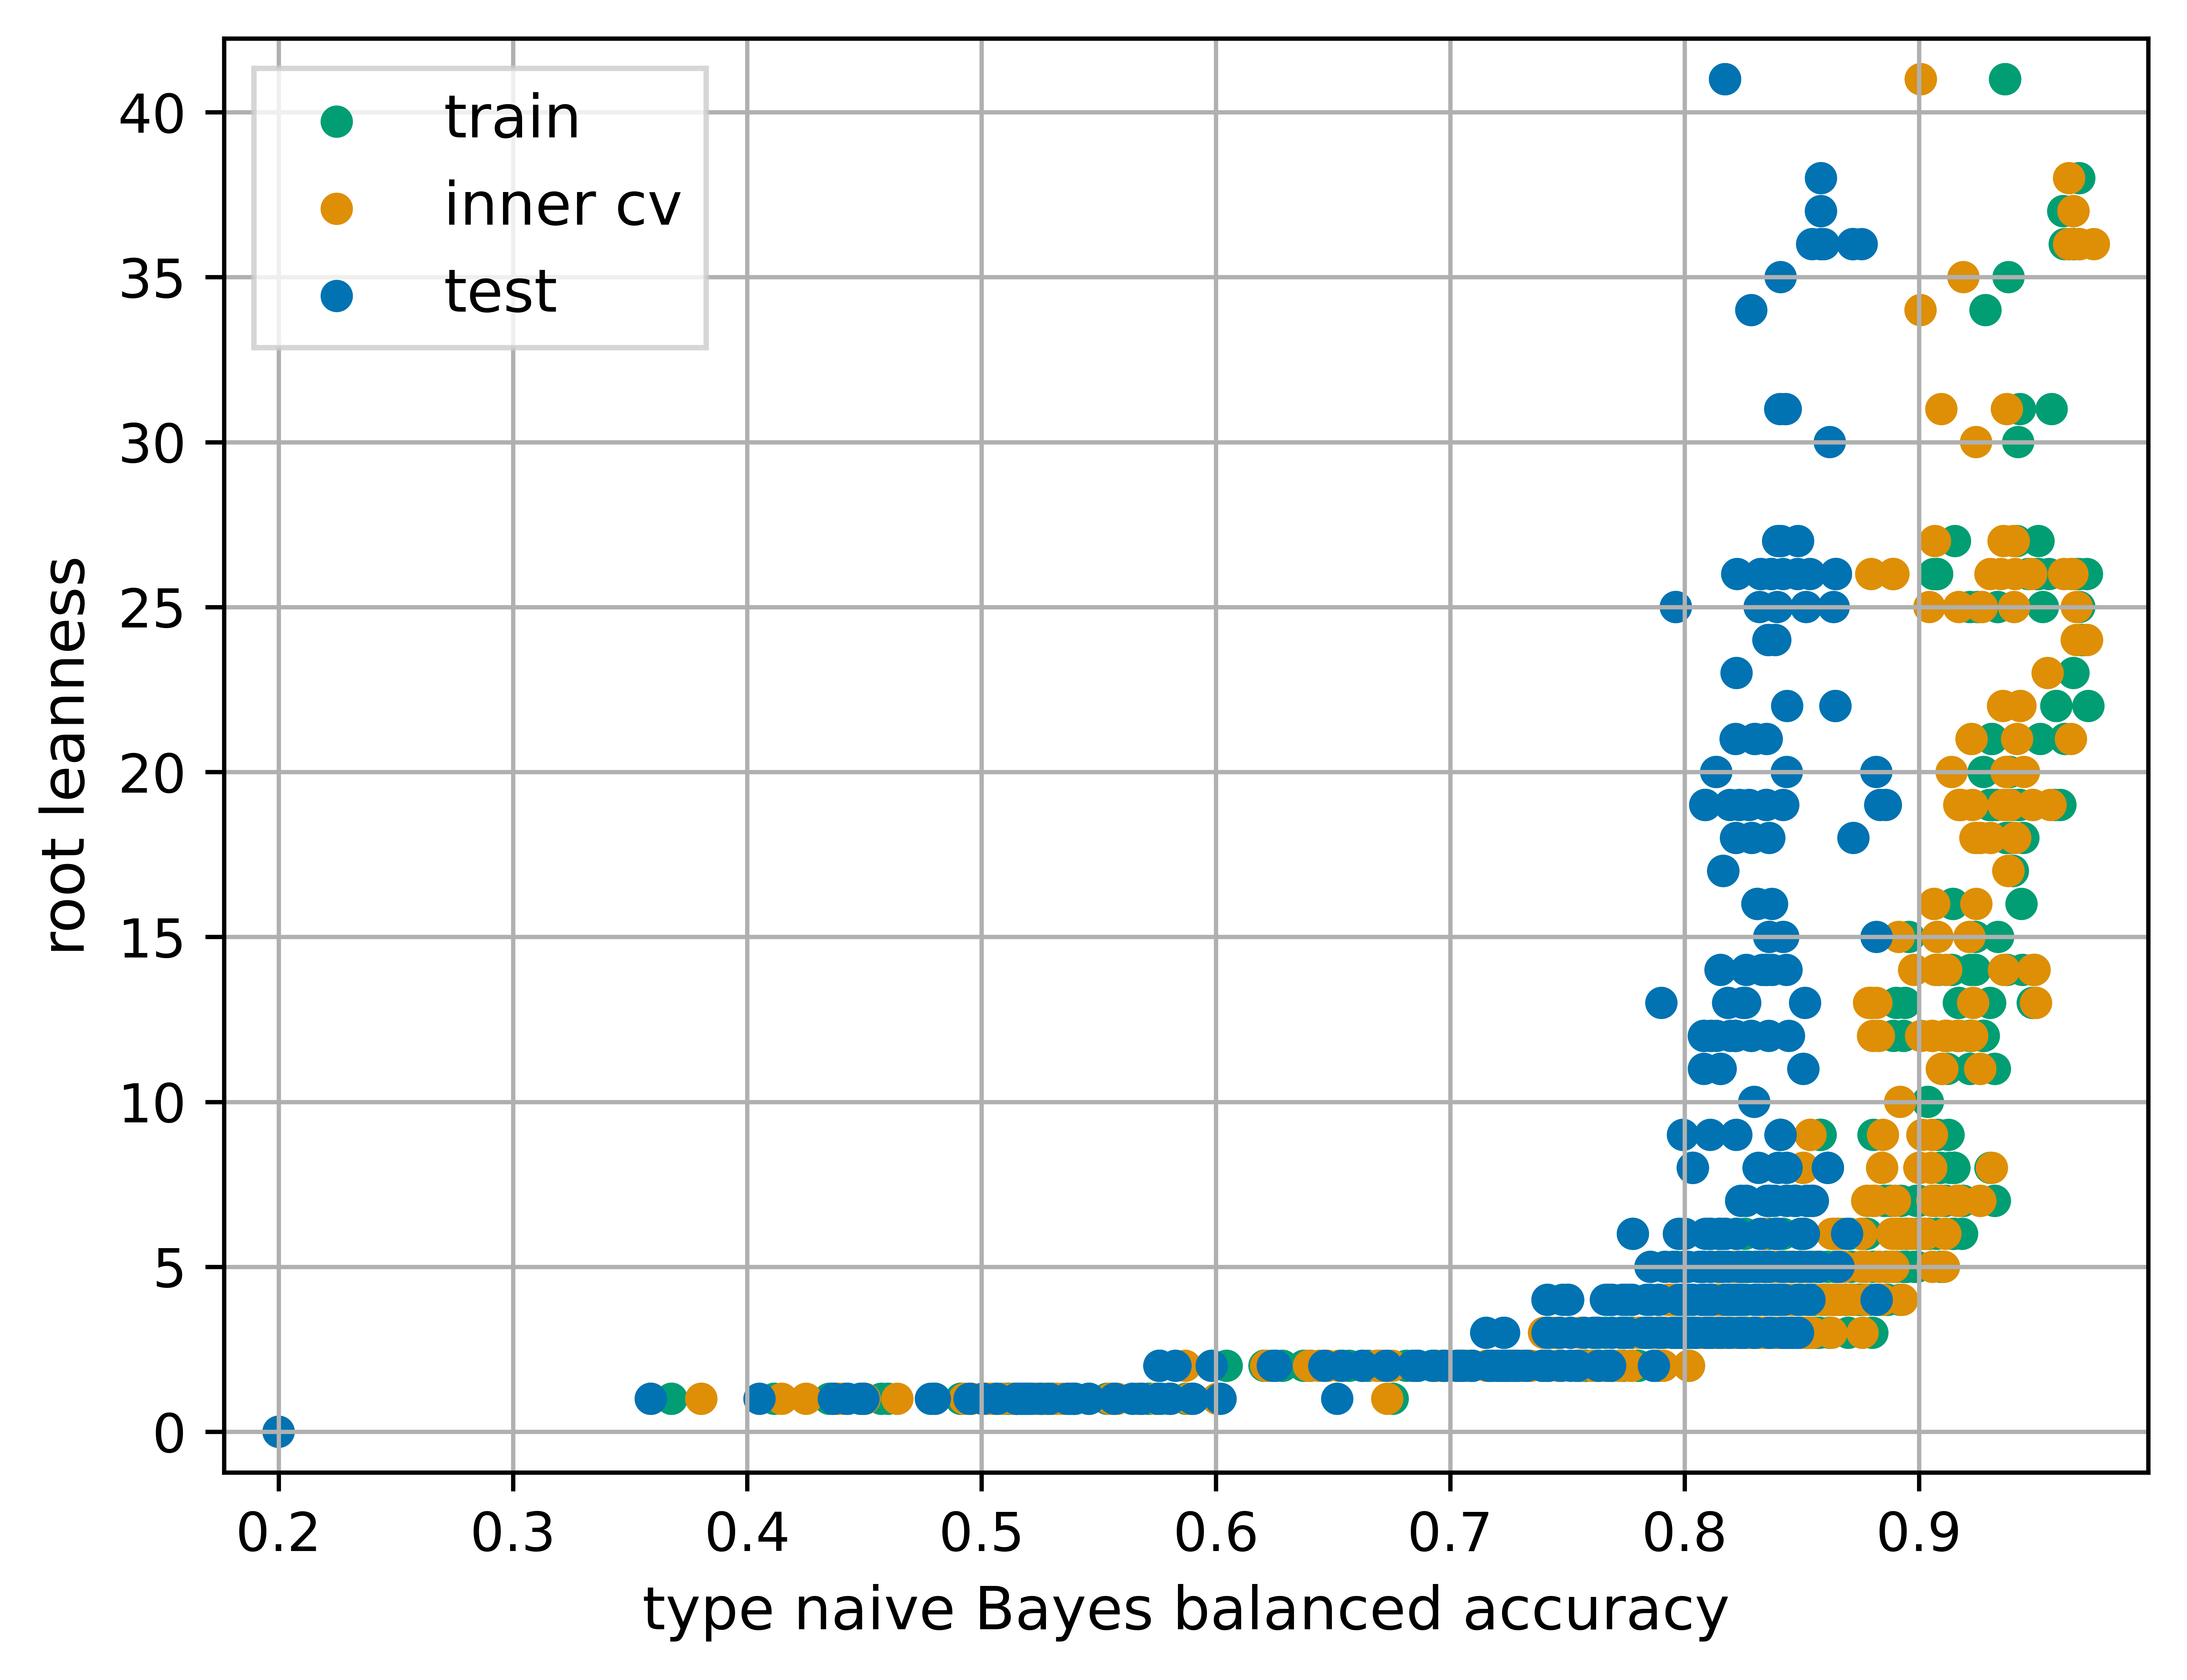 train
inner cv
test
40
35
30
25
20
15
10
5
0
root leanness
0.2 0.3 0.4 0.5 0.6 0.7 0.8 0.9
type naive Bayes balanced accuracy